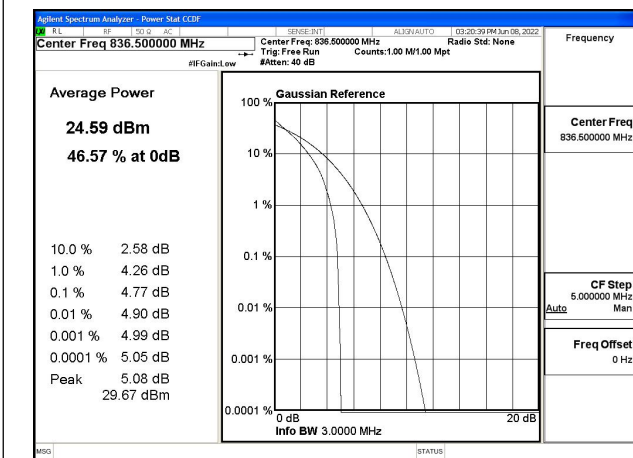 Agilent Spectrum Analyzer - Power Stat CCDF
RL RF 50 Ω AC SENSE:INT ALIGNAUTO 03:20:39 PM Jun 08, 2022
Center Freq 836.500000 MHz
Center Freq: 836.500000 MHz Radio Std: None
Trig: Free Run Counts:1.00 M/1.00 Mpt
#IFGain:Low #Atten: 40 dB
Frequency
Average Power
24.59 dBm
46.57 % at 0dB
10.0 % 2.58 dB
1.0 % 4.26 dB
0.1 % 4.77 dB
0.01 % 4.90 dB
0.001 % 4.99 dB
0.0001 % 5.05 dB
Peak 5.08 dB
29.67 dBm
Gaussian Reference
100 %
10 %
1 %
0.1 %
0.01 %
0.001 %
0.0001 %
0 dB 20 dB
Info BW 3.0000 MHz
Center Freq
836.500000 MHz
CF Step
5.000000 MHz
Auto Man
Freq Offset
0 Hz
MSG STATUS